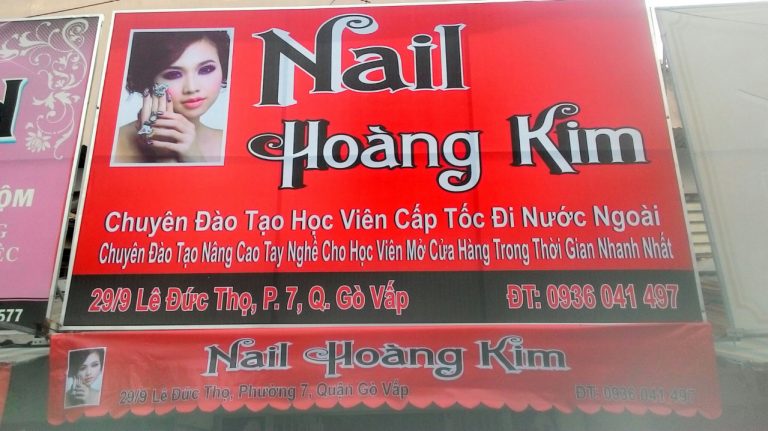 Nail
Hoàng Kim
Chuyên Đào Tạo Học Viên Cấp Tốc Đi Nước Ngoài
Chuyên Đào Tạo Nâng Cao Tay Nghề Cho Học Viên Mở Cửa Hàng Trong Thời Gian Nhanh Nhất
29/9 Lê Đức Thọ, P. 7, Q. Gò Vấp ĐT: 0936 041 497
Nail Hoàng Kim
29/9 Lê Đức Thọ, Phường 7, Quận Gò Vấp ĐT: 0936 041 497
577